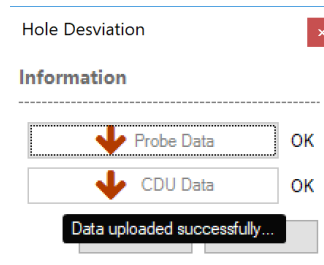 Hole Desviation
Information
Probe Data OK
CDU Data OK
Data uploaded successfully...